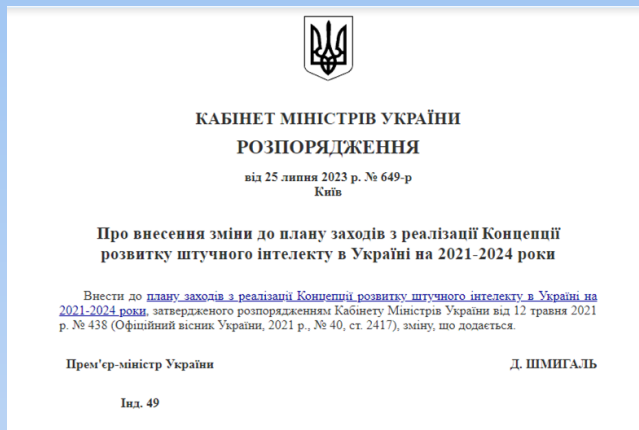 КАБІНЕТ МІНІСТРІВ УКРАЇНИ
РОЗПОРЯДЖЕННЯ
від 25 липня 2023 р. № 649-р
Київ
Про внесення зміни до плану заходів з реалізації Концепції
розвитку штучного інтелекту в Україні на 2021-2024 роки
Внести до плану заходів з реалізації Концепції розвитку штучного інтелекту в Україні на
2021-2024 роки, затвердженого розпорядженням Кабінету Міністрів України від 12 травня 2021
р. № 438 (Офіційний вісник України, 2021 р., № 40, ст. 2417), зміну, що додається.
Прем'єр-міністр України Д. ШМИГАЛЬ
Інд. 49